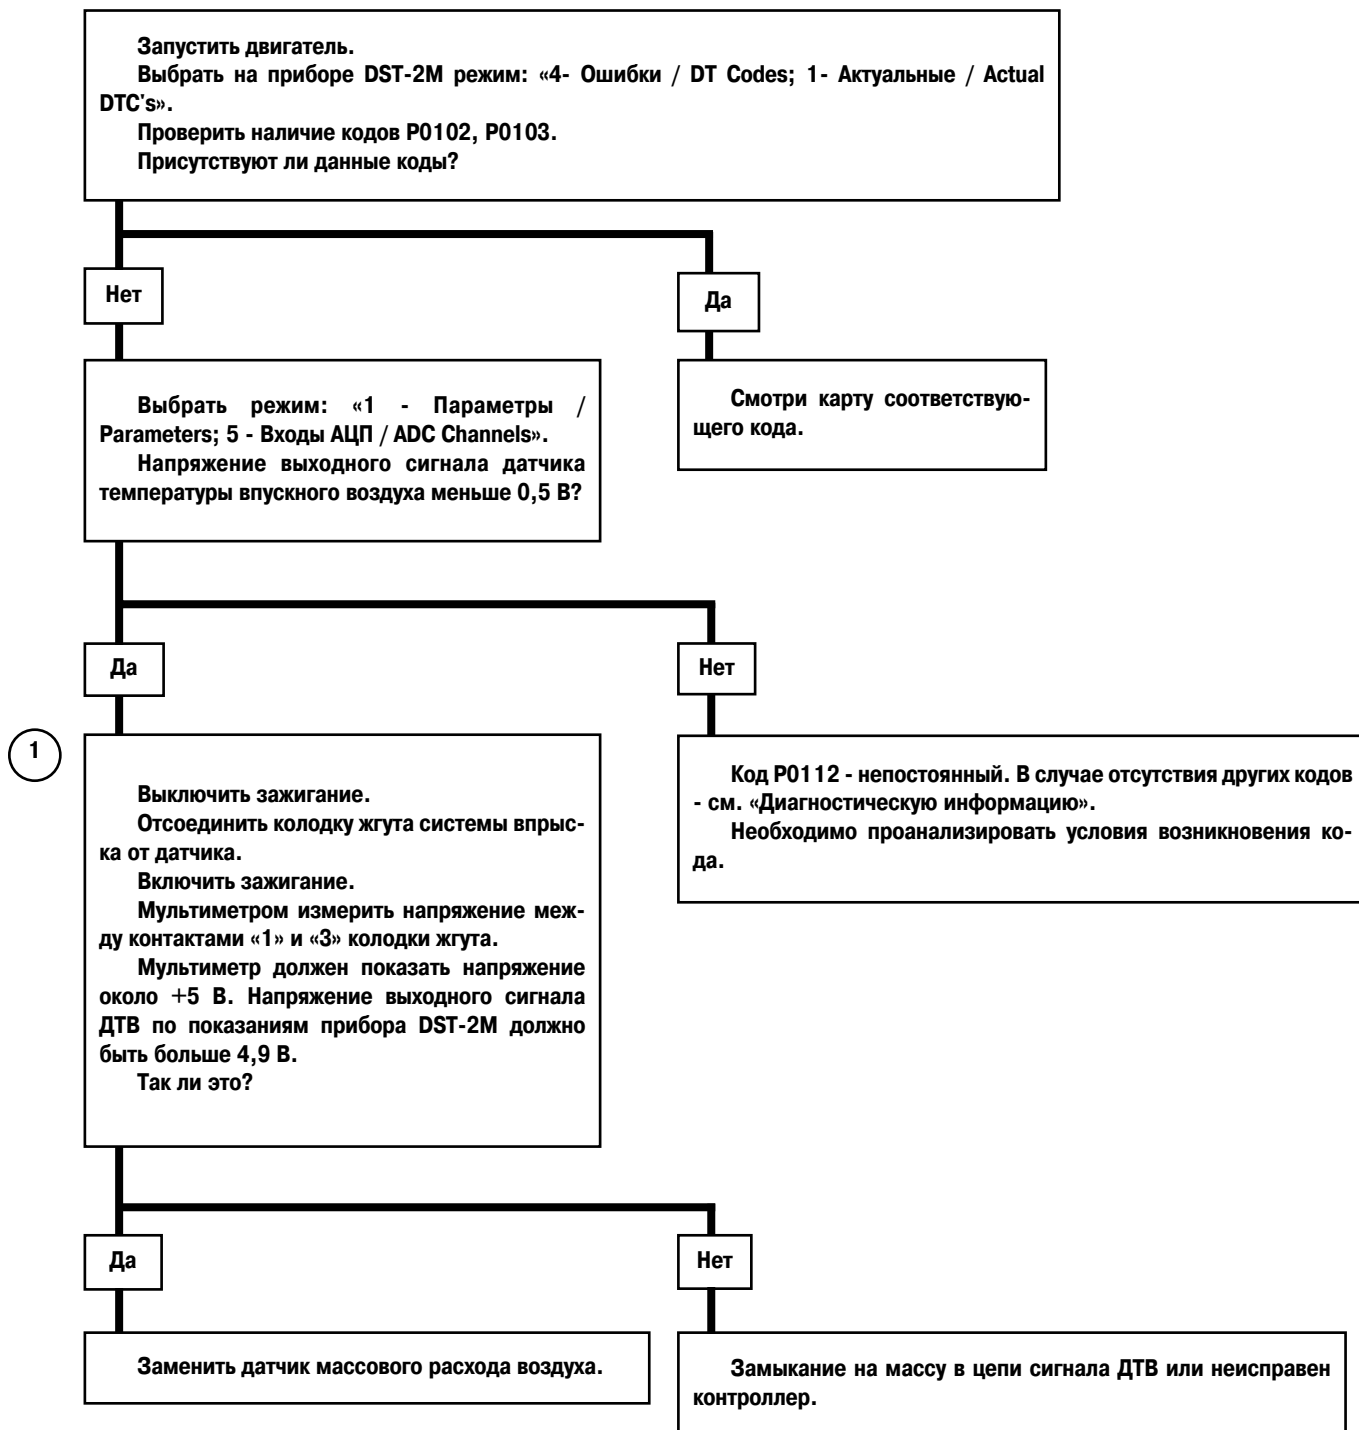 Запустить двигатель.
Выбрать на приборе DST-2M режим: «4- Ошибки / DT Codes; 1- Актуальные / Actual
DTC's».
Проверить наличие кодов P0102, P0103.
Присутствуют ли данные коды?
Нет
Да
Выбрать режим: «1 - Параметры /
Parameters; 5 - Входы АЦП / ADC Channels».
Напряжение выходного сигнала датчика
температуры впускного воздуха меньше 0,5 В?
Смотри карту соответствую-
щего кода.
Да
Нет
1
Выключить зажигание.
Отсоединить колодку жгута системы впрыс-
ка от датчика.
Включить зажигание.
Мультиметром измерить напряжение меж-
ду контактами «1» и «3» колодки жгута.
Мультиметр должен показать напряжение
около +5 В. Напряжение выходного сигнала
ДТВ по показаниям прибора DST-2M должно
быть больше 4,9 В.
Так ли это?
Код P0112 - непостоянный. В случае отсутствия других кодов
- см. «Диагностическую информацию».
Необходимо проанализировать условия возникновения ко-
да.
Да
Нет
Заменить датчик массового расхода воздуха.
Замыкание на массу в цепи сигнала ДТВ или неисправен
контроллер.